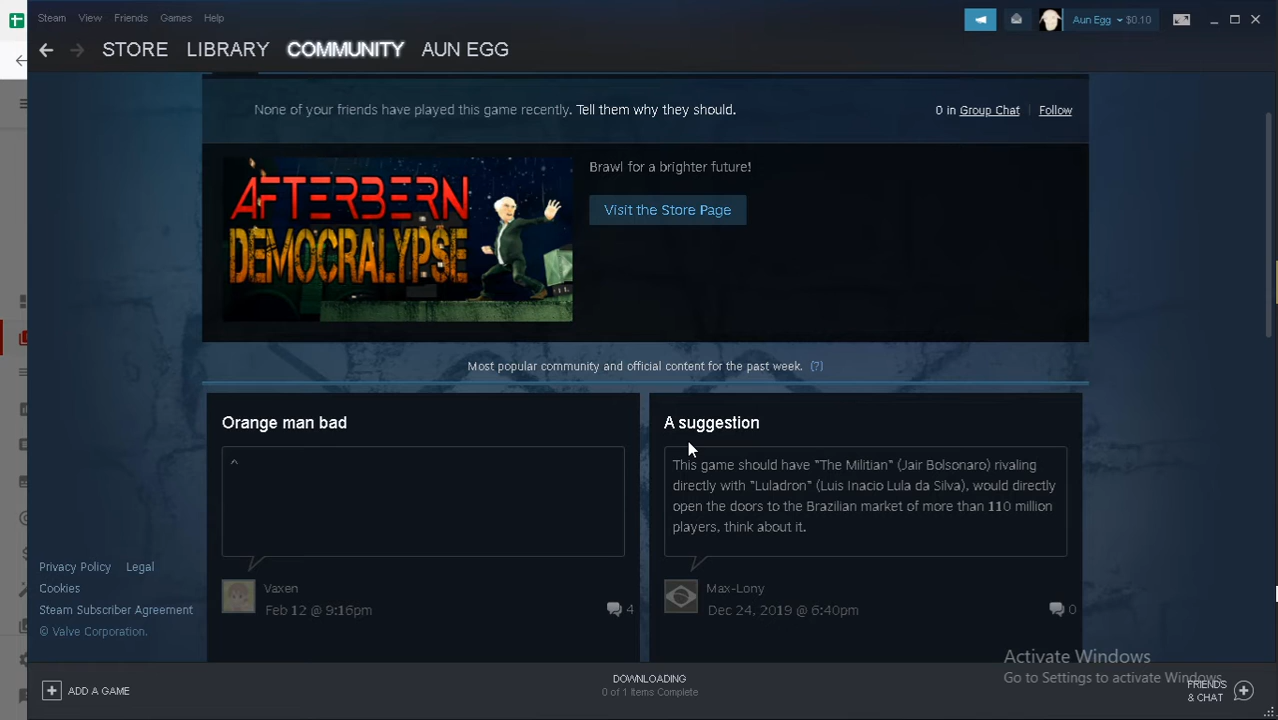 Steam View Friends Games Help
Aun Egg $0.10
STORE LIBRARY COMMUNITY AUN EGG
None of your friends have played this game recently. Tell them why they should.
0 in Group Chat | Follow
AFTERBERN
DEMOCRALYPSE
Brawl for a brighter future!
Visit the Store Page
Most popular community and official content for the past week. (?)
Orange man bad
^
Vaxen
Feb 12 @ 9:16pm
4
A suggestion
This game should have "The Militian" (Jair Bolsonaro) rivaling
directly with "Luladron" (Luis Inacio Lula da Silva), would directly
open the doors to the Brazilian market of more than 110 million
players, think about it.
Max-Lony
Dec 24, 2019 @ 6:40pm
0
Privacy Policy Legal
Cookies
Steam Subscriber Agreement
© Valve Corporation.
Activate Windows
Go to Settings to activate Windows.
ADD A GAME
DOWNLOADING
0 of 1 Items Complete
FRIENDS
& CHAT